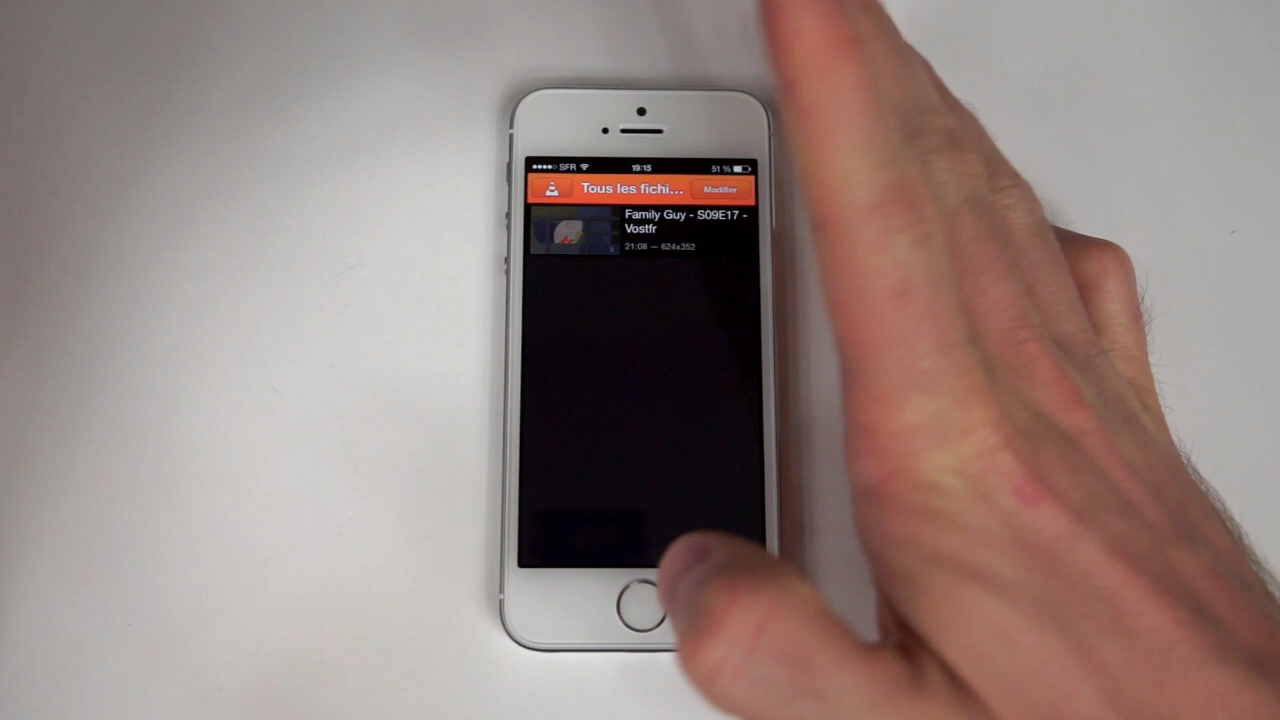 SFR 19:15 51 %
Tous les fichi... Modifier
Family Guy - S09E17 -
Vostfr
21:08 — 624x352